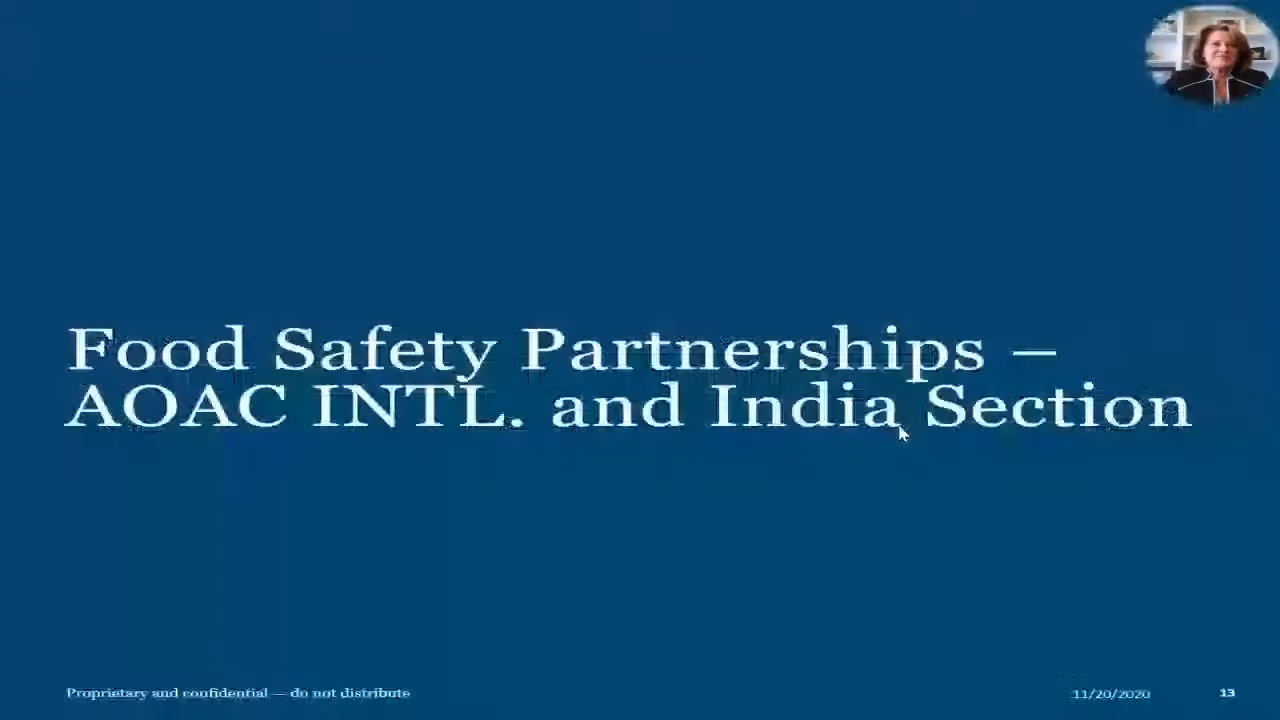 Food Safety Partnerships –
AOAC INTL. and India Section
Proprietary and confidential — do not distribute
11/20/2020
13